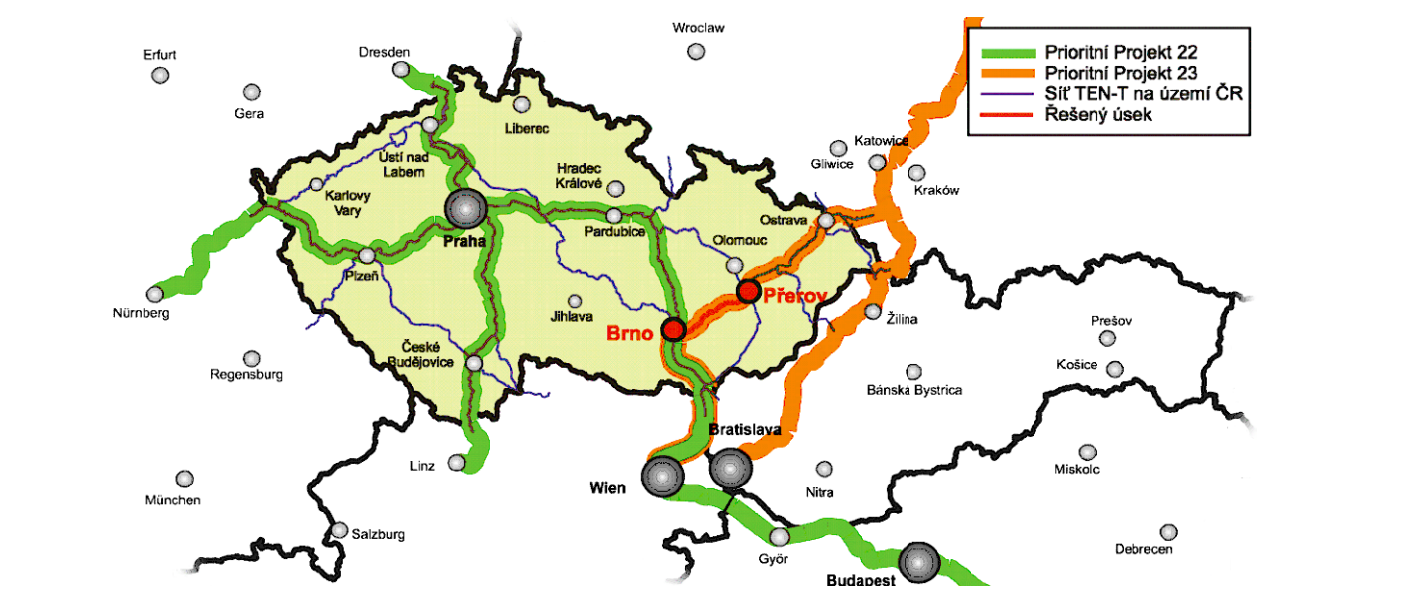 Wroclaw
Erfurt
Dresden
Gera
Liberec
Prioritní Projekt 22
Prioritní Projekt 23
Síť TEN-T na území ČR
Řešený úsek
Katowice
Gliwice
Kraków
Ústí nad
Labem
Hradec
Králové
Karlovy
Vary
Praha
Pardubice
Ostrava
Olomouc
Plzeň
Přerov
Nürnberg
Jihlava
Brno
Žilina
Prešov
České
Budějovice
Regensburg
Košice
Bánská Bystrica
Bratislava
Linz
Wien
Nitra
Miskolc
München
Salzburg
Györ
Debrecen
Budapest